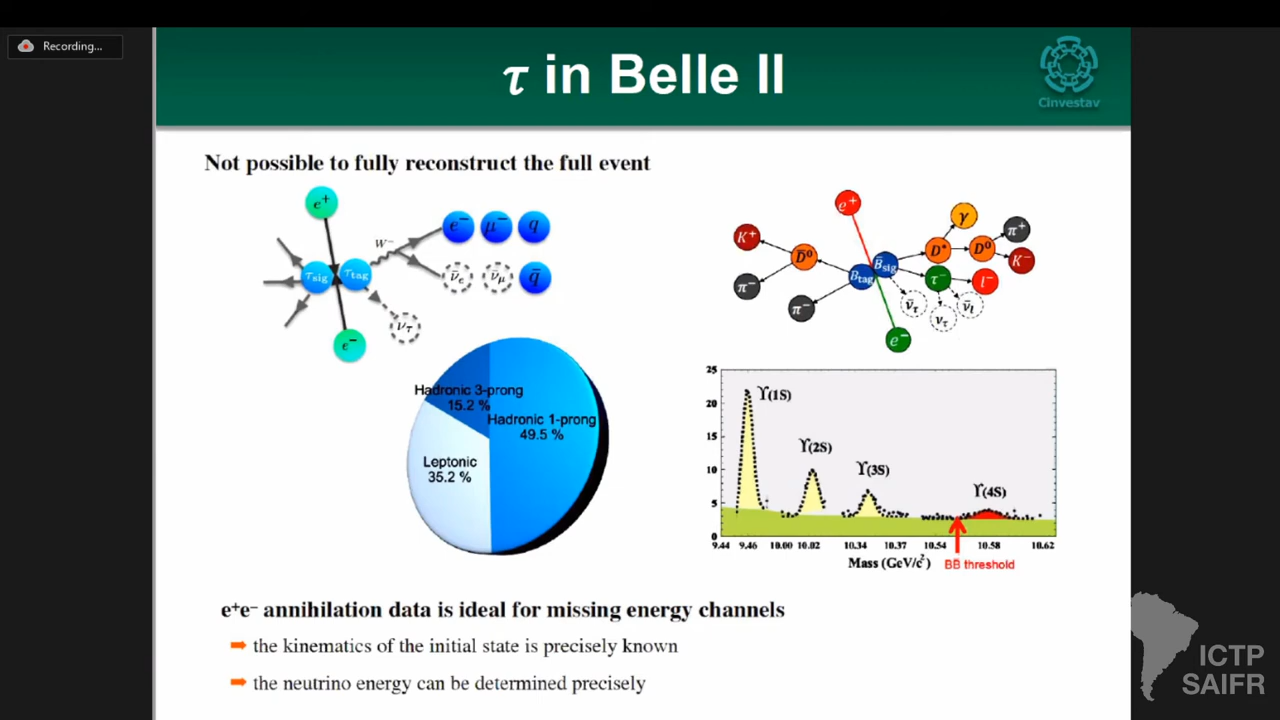 Recording...
τ in Belle II
Cinvestav
Not possible to fully reconstruct the full event
e⁺
W⁻
e⁻ μ⁻ q
τsig τtag
ν̄e ν̄μ q̄
ντ
e⁻
e⁺
γ
K⁺
π⁺
D̄⁰
D* D⁰
K⁻
B̄sig
Btag
τ⁻ l⁻
π⁻
π⁻
ν̄τ ντ ν̄l
e⁻
Hadronic 3-prong
15.2 %
Hadronic 1-prong
49.5 %
Leptonic
35.2 %
25
20
15
10
5
0
ϒ(1S)
ϒ(2S)
ϒ(3S)
ϒ(4S)
9.44 9.46 10.00 10.02 10.34 10.37 10.54 10.58 10.62
Mass (GeV/c²)
BB threshold
e⁺e⁻ annihilation data is ideal for missing energy channels
➡ the kinematics of the initial state is precisely known
➡ the neutrino energy can be determined precisely
ICTP
SAIFR